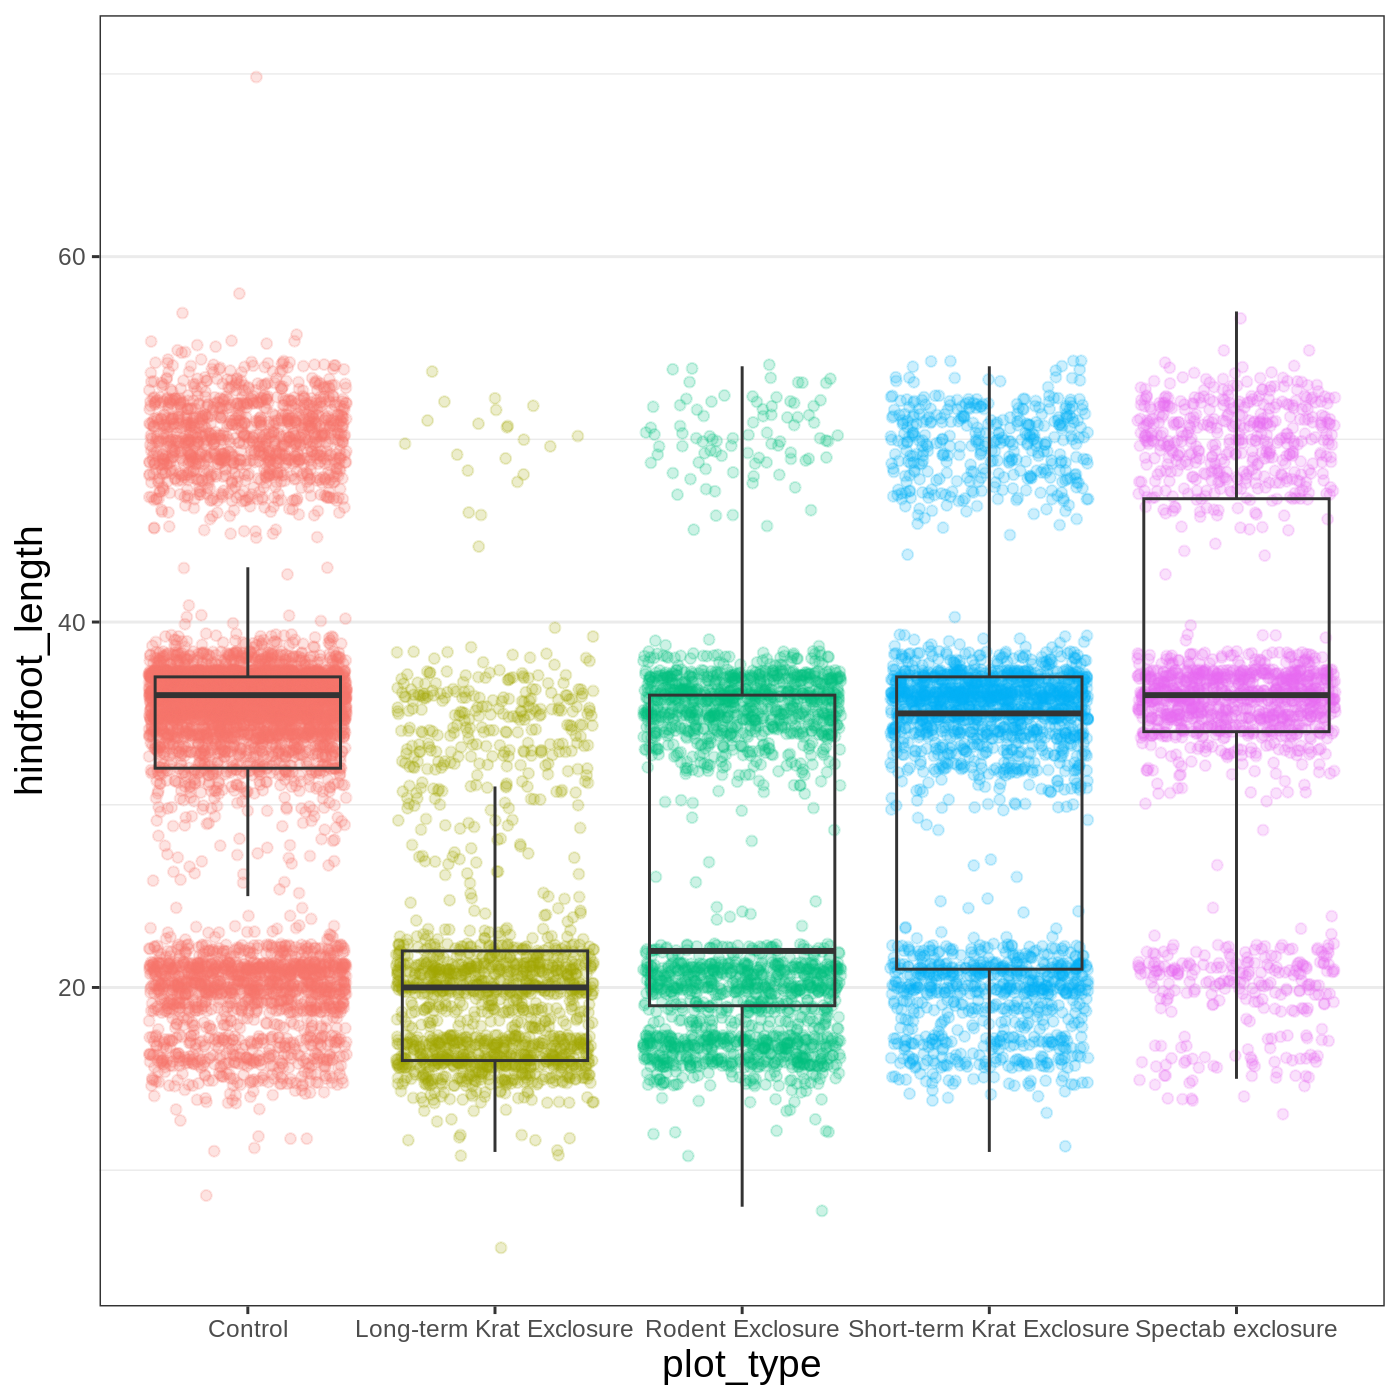 hindfoot_length
60
40
20
Control Long-term Krat Exclosure Rodent Exclosure Short-term Krat Exclosure Spectab exclosure
plot_type